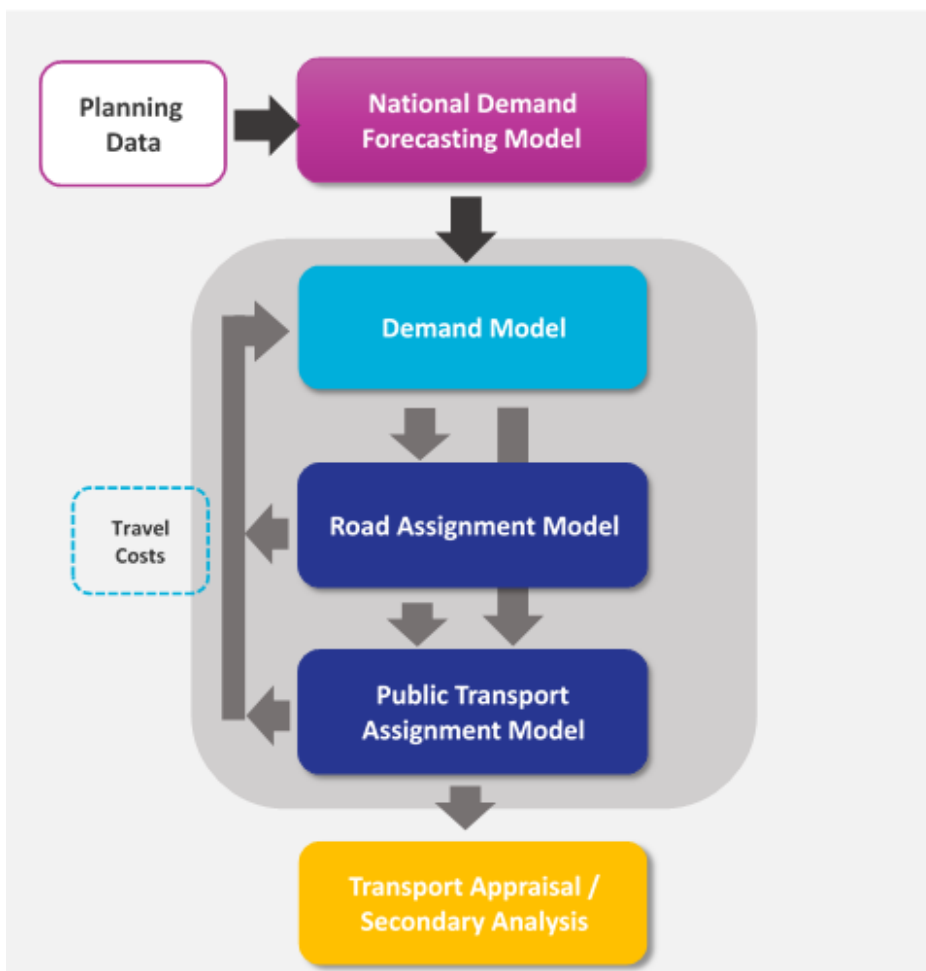 Planning
Data
National Demand
Forecasting Model
Demand Model
Road Assignment Model
Travel
Costs
Public Transport
Assignment Model
Transport Appraisal /
Secondary Analysis